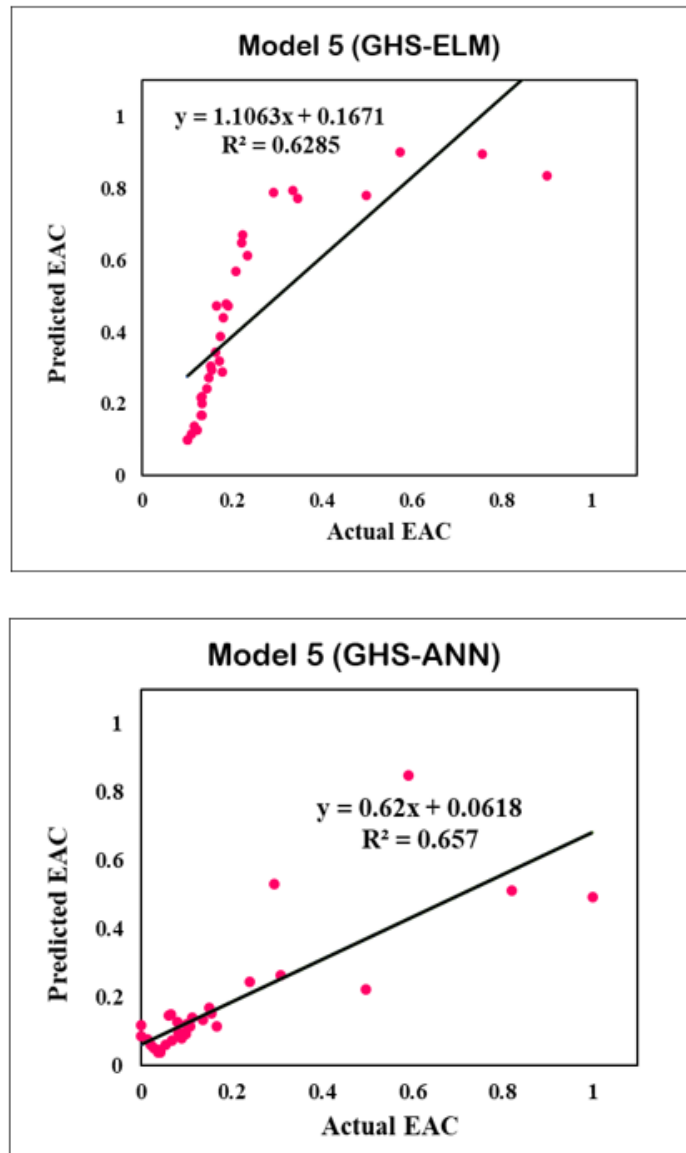 Model 5 (GHS-ELM)
y = 1.1063x + 0.1671
R² = 0.6285
1
0.8
0.6
0.4
0.2
0
Predicted EAC
0 0.2 0.4 0.6 0.8 1
Actual EAC
Model 5 (GHS-ANN)
y = 0.62x + 0.0618
R² = 0.657
1
0.8
0.6
0.4
0.2
0
Predicted EAC
0 0.2 0.4 0.6 0.8 1
Actual EAC